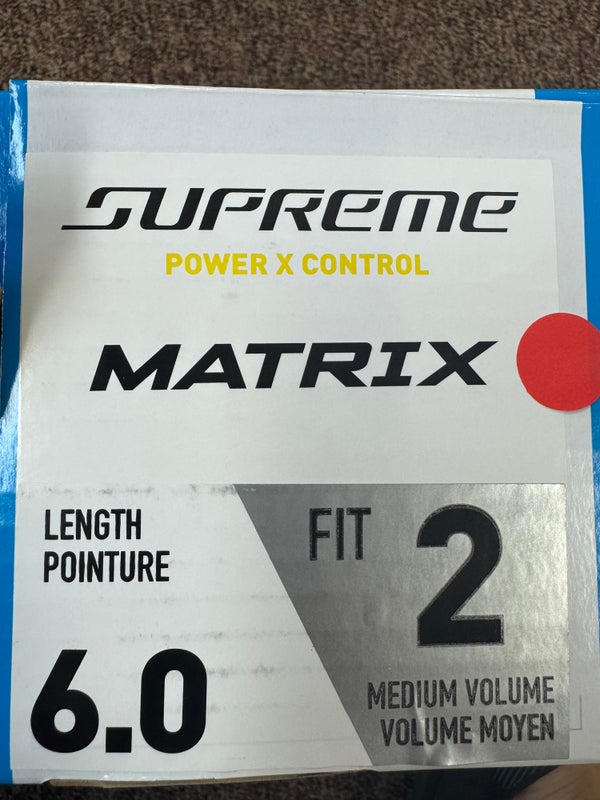 SUPREME
POWER X CONTROL
MATRIX
LENGTH
POINTURE
6.0
FIT 2
MEDIUM VOLUME
VOLUME MOYEN